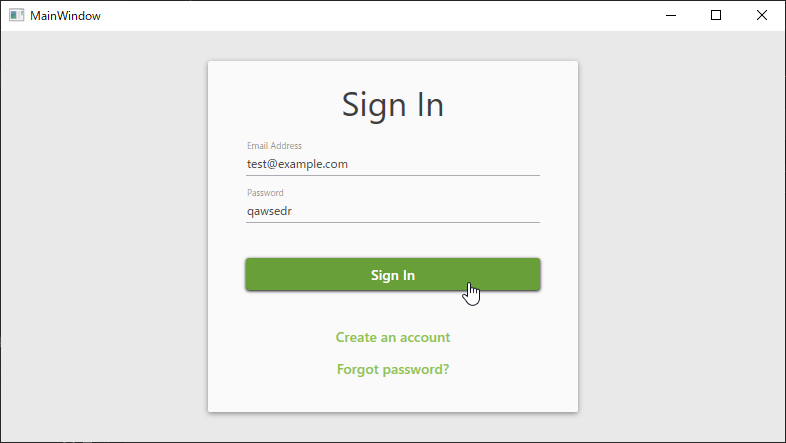 MainWindow
Sign In
Email Address
test@example.com
Password
qawsedr
Sign In
Create an account
Forgot password?